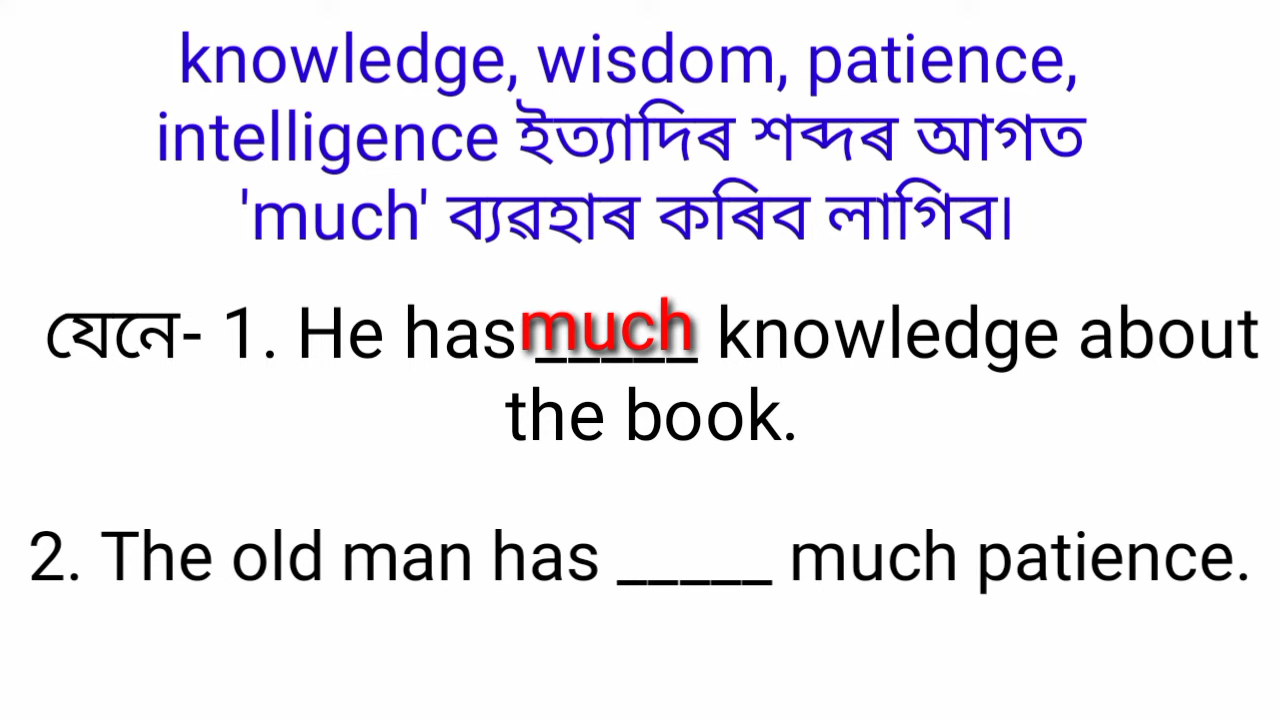 knowledge, wisdom, patience,
intelligence ইত্যাদিৰ শব্দৰ আগত
'much' ব্যৱহাৰ কৰিব লাগিব৷
যেনে- 1. He has much knowledge about
the book.
2. The old man has _____ much patience.